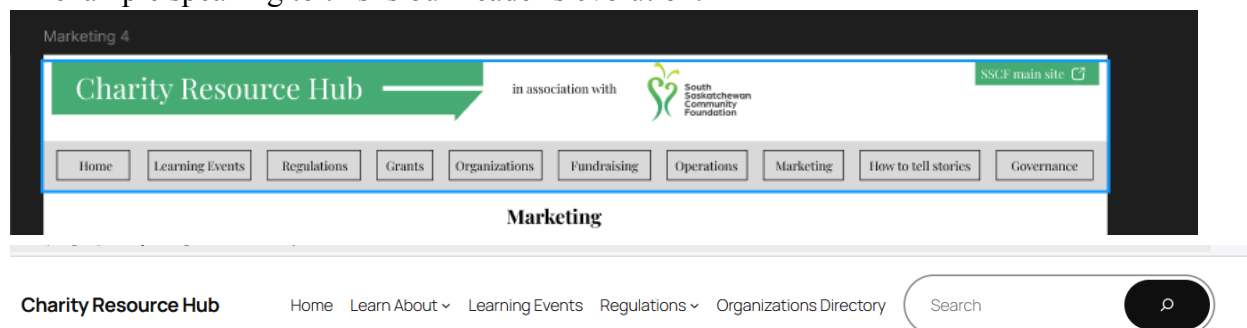 Marketing 4
Charity Resource Hub
in association with
South
Saskatchewan
Community
Foundation
SSCF main site
Home Learning Events Regulations Grants Organizations Fundraising Operations Marketing How to tell stories Governance
Marketing
Charity Resource Hub Home Learn About Learning Events Regulations Organizations Directory Search